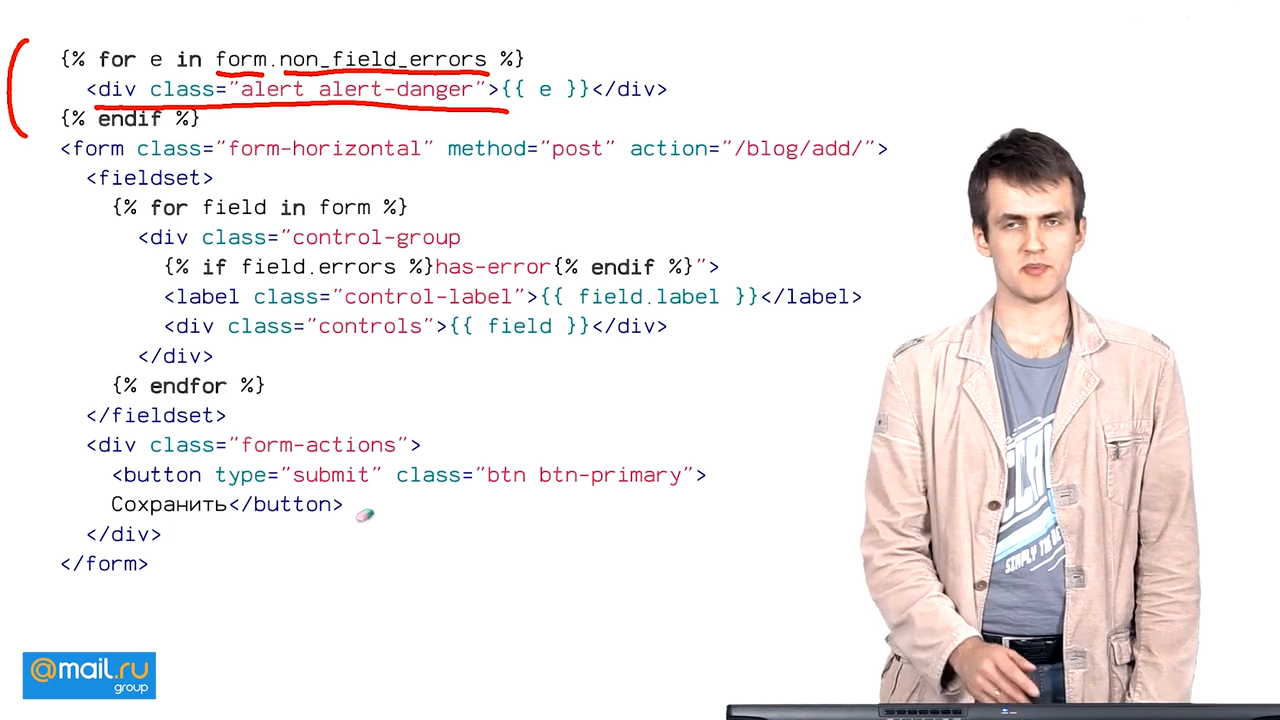 {% for e in form.non_field_errors %}
<div class="alert alert-danger">{{ e }}</div>
{% endif %}
<form class="form-horizontal" method="post" action="/blog/add/">
<fieldset>
{% for field in form %}
<div class="control-group
{% if field.errors %}has-error{% endif %}">
<label class="control-label">{{ field.label }}</label>
<div class="controls">{{ field }}</div>
</div>
{% endfor %}
</fieldset>
<div class="form-actions">
<button type="submit" class="btn btn-primary">
Сохранить</button>
</div>
</form>
@mail.ru
group